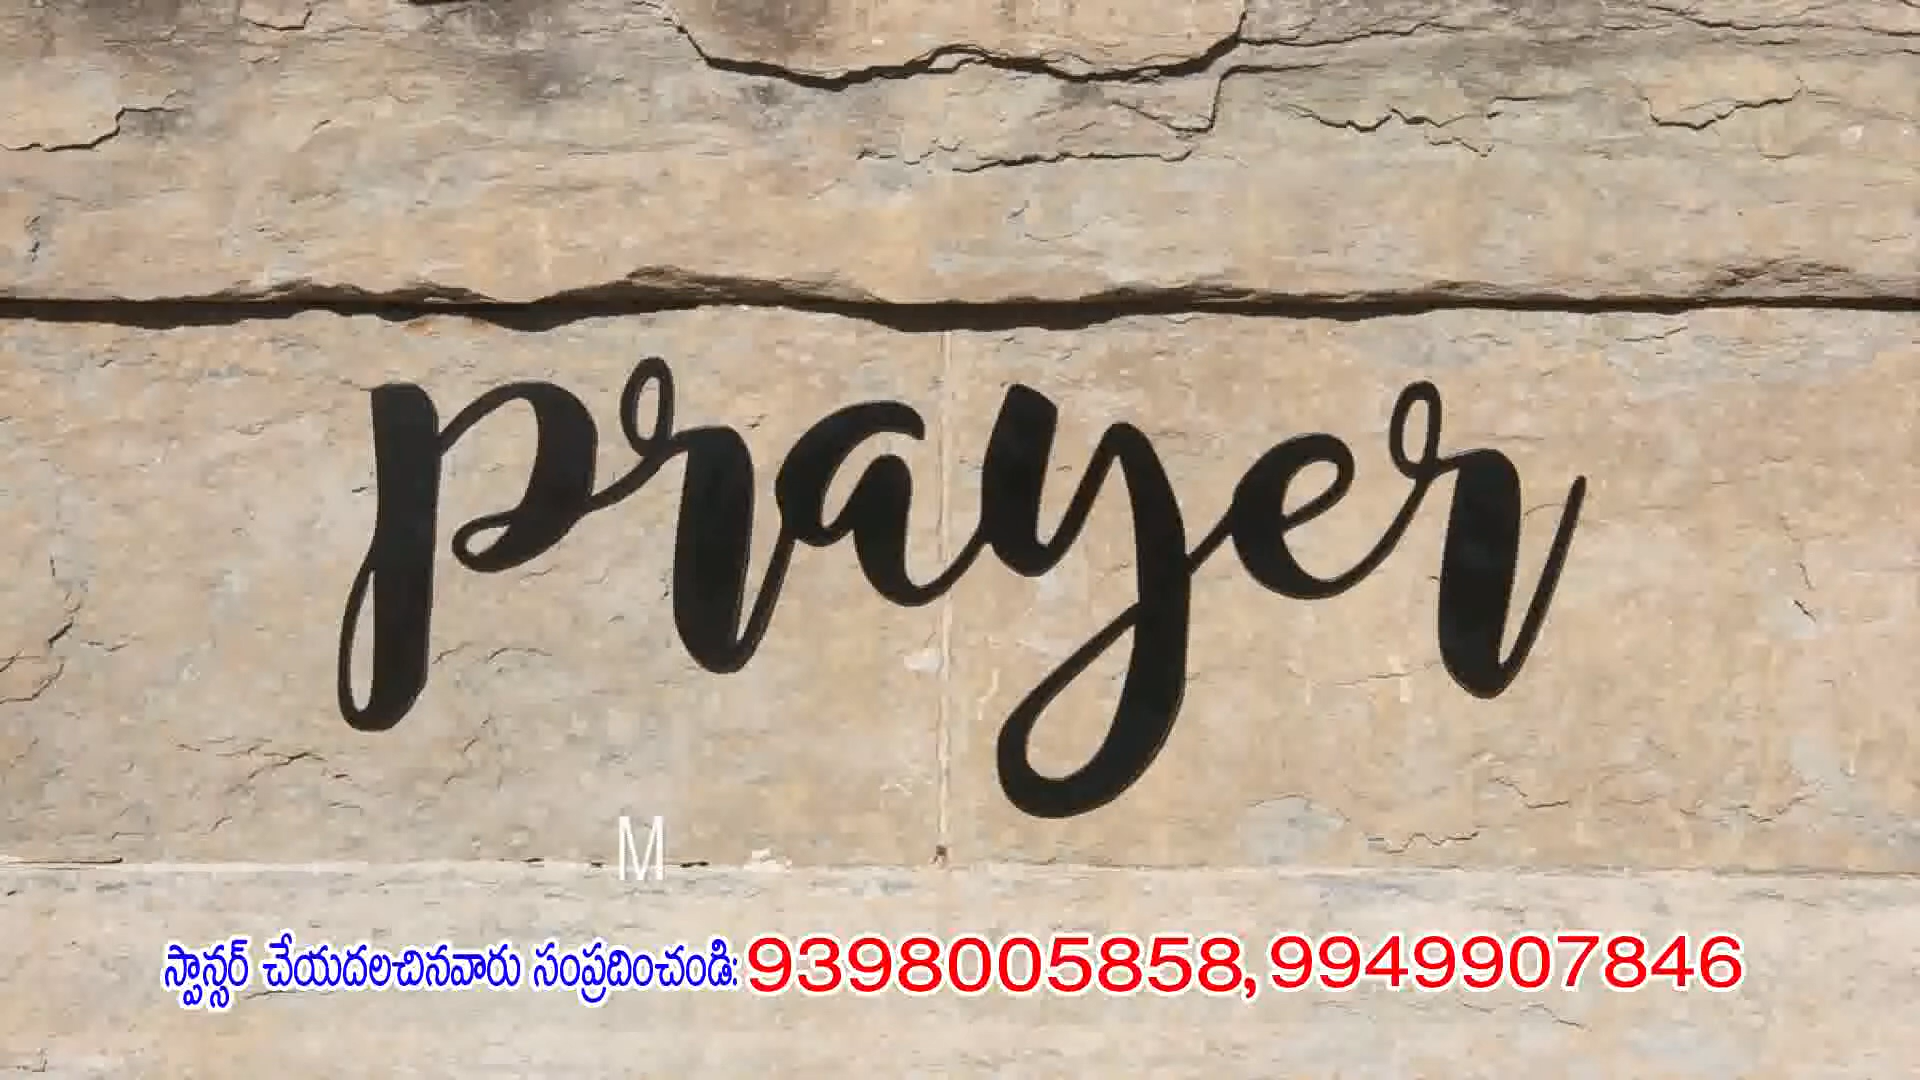 prayer
M
స్పాన్సర్ చేయదలచినవారు సంప్రదించండి: 9398005858, 9949907846